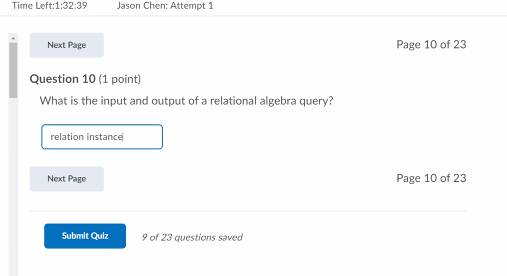 Time Left:1:32:39 Jason Chen: Attempt 1
Next Page Page 10 of 23
Question 10 (1 point)
What is the input and output of a relational algebra query?
relation instance
Next Page Page 10 of 23
Submit Quiz 9 of 23 questions saved